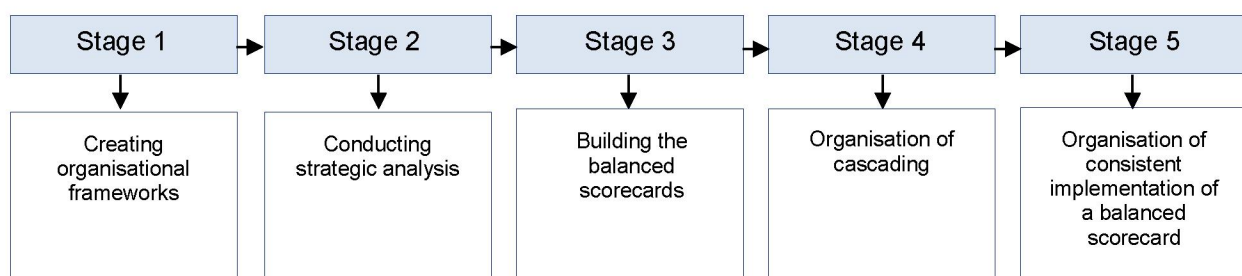 Stage 1
Stage 2
Stage 3
Stage 4
Stage 5
Creating
organisational
frameworks
Conducting
strategic analysis
Building the
balanced
scorecards
Organisation of
cascading
Organisation of
consistent
implementation of
a balanced
scorecard